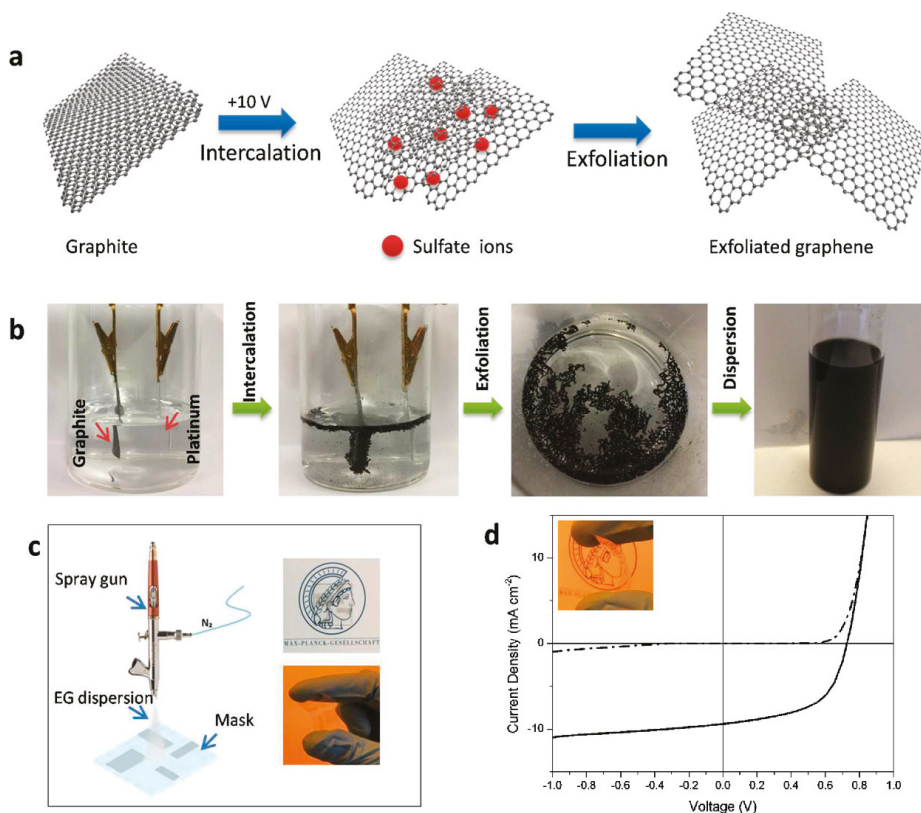 a
+10 V
Intercalation
Exfoliation
Graphite
Sulfate ions
Exfoliated graphene
b
Graphite
Platinum
Intercalation
Exfoliation
Dispersion
c
Spray gun
N₂
EG dispersion
Mask
MAX-PLANCK-GESELLSCHAFT
d
Current Density (mA cm⁻²)
10
0
-10
-1.0 -0.8 -0.6 -0.4 -0.2 0.0 0.2 0.4 0.6 0.8 1.0
Voltage (V)